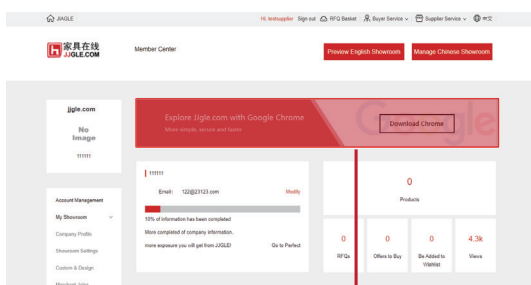 JIAGLE
Hi, testsupplier Sign out RFQ Basket Buyer Service Supplier Service 中文
家具在线
JJGLE.COM
Member Center
Preview English Showroom
Manage Chinese Showroom
jjgle.com
No
Image
111111
Explore JJgle.com with Google Chrome
More simple, secure and faster
Download Chrome
Google
111111
Email: 122@23123.com Modify
10% of information has been completed
More completed of company information,
more exposure you will get from JJGLE! Go to Perfect
0
Products
0 0 0 4.3k
RFQs Offers to Buy Be Added to Wishlist Views
Account Management
My Showroom
Company Profile
Showroom Settings
Custom & Design